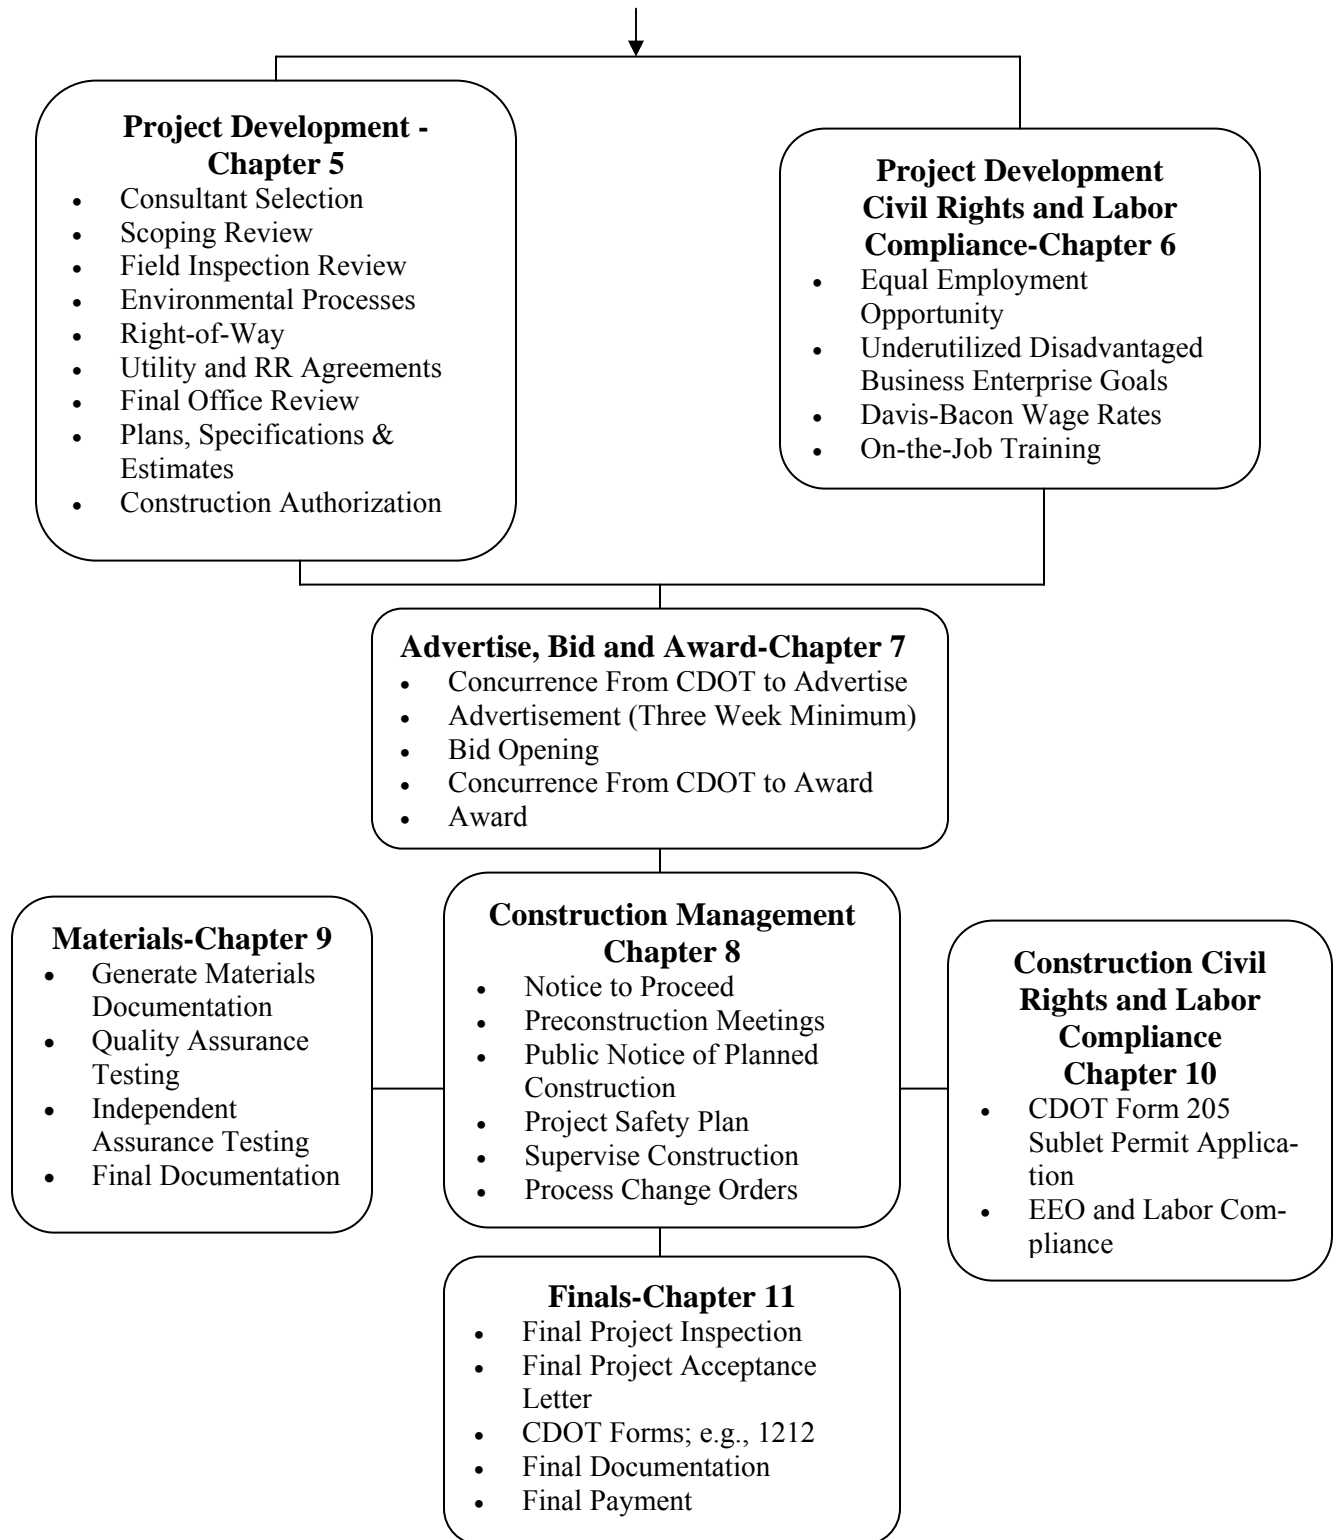 Project Development -
Chapter 5
• Consultant Selection
• Scoping Review
• Field Inspection Review
• Environmental Processes
• Right-of-Way
• Utility and RR Agreements
• Final Office Review
• Plans, Specifications &
Estimates
• Construction Authorization
Project Development
Civil Rights and Labor
Compliance-Chapter 6
• Equal Employment
Opportunity
• Underutilized Disadvantaged
Business Enterprise Goals
• Davis-Bacon Wage Rates
• On-the-Job Training
Advertise, Bid and Award-Chapter 7
• Concurrence From CDOT to Advertise
• Advertisement (Three Week Minimum)
• Bid Opening
• Concurrence From CDOT to Award
• Award
Materials-Chapter 9
• Generate Materials
Documentation
• Quality Assurance
Testing
• Independent
Assurance Testing
• Final Documentation
Construction Management
Chapter 8
• Notice to Proceed
• Preconstruction Meetings
• Public Notice of Planned
Construction
• Project Safety Plan
• Supervise Construction
• Process Change Orders
Construction Civil
Rights and Labor
Compliance
Chapter 10
• CDOT Form 205
Sublet Permit Applica-
tion
• EEO and Labor Com-
pliance
Finals-Chapter 11
• Final Project Inspection
• Final Project Acceptance
Letter
• CDOT Forms; e.g., 1212
• Final Documentation
• Final Payment